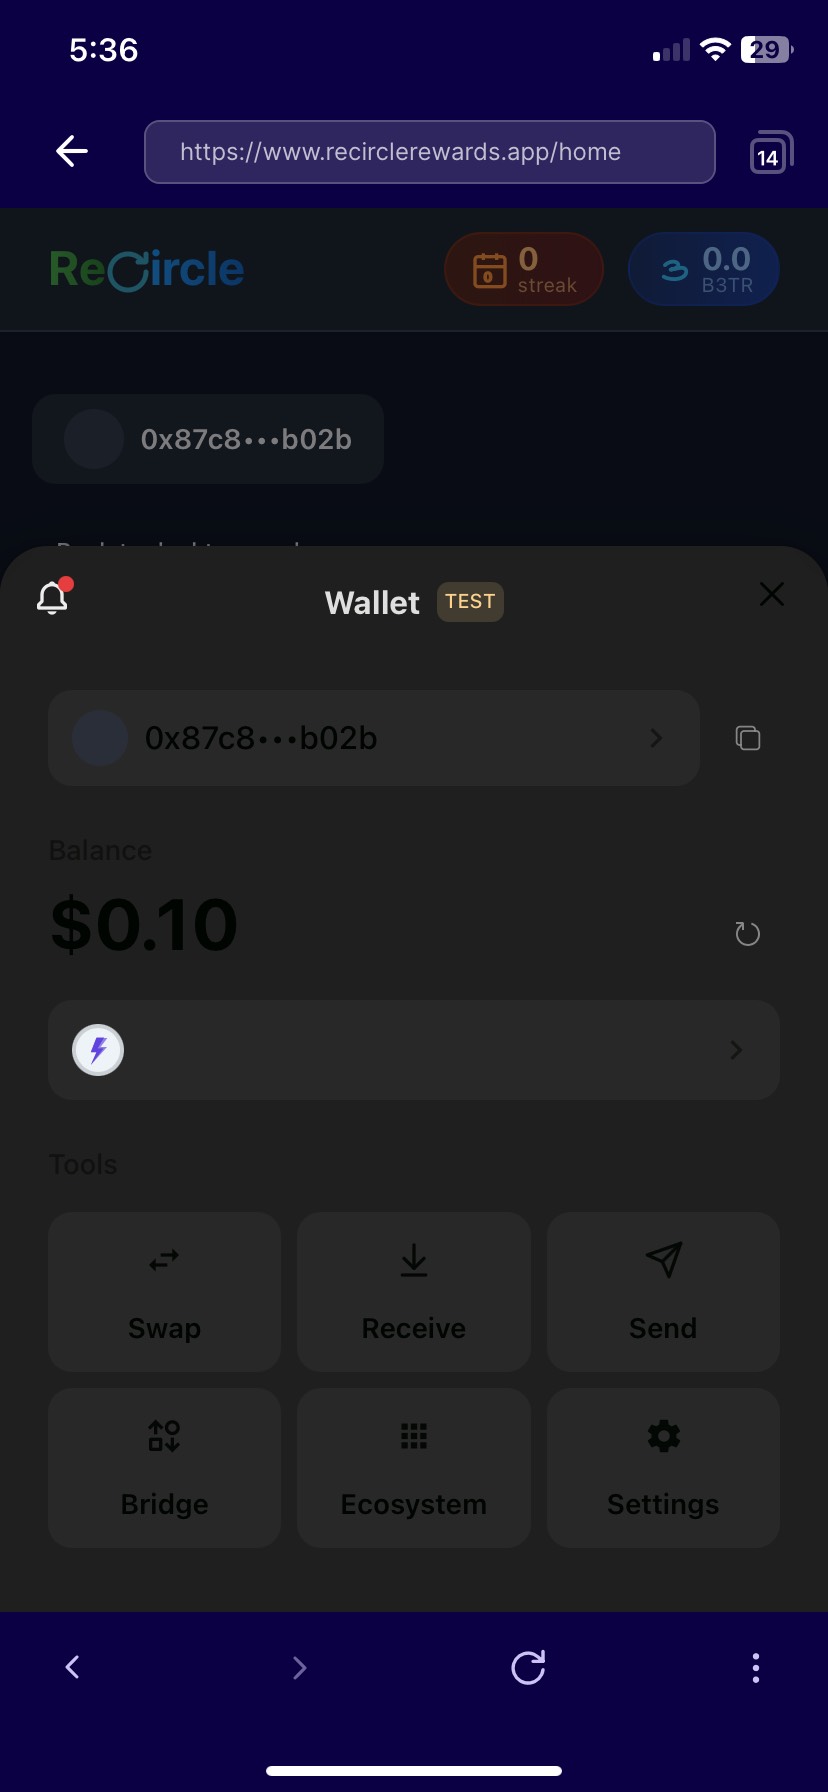 5:36
29
https://www.recirclerewards.app/home
14
ReCircle
0
0
streak
0.0
B3TR
0x87c8•••b02b
Wallet
TEST
0x87c8•••b02b
Balance
$0.10
Tools
Swap
Receive
Send
Bridge
Ecosystem
Settings